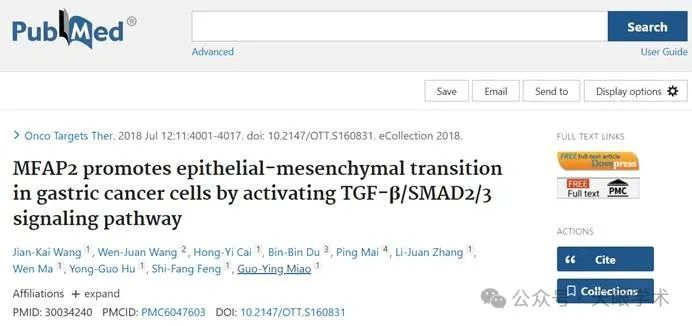 PubMed®
Search
Advanced
User Guide
Save
Email
Send to
Display options
> Onco Targets Ther. 2018 Jul 12:11:4001-4017. doi: 10.2147/OTT.S160831. eCollection 2018.
MFAP2 promotes epithelial-mesenchymal transition
in gastric cancer cells by activating TGF-β/SMAD2/3
signaling pathway
Jian-Kai Wang 1, Wen-Juan Wang 2, Hong-Yi Cai 1, Bin-Bin Du 3, Ping Mai 4, Li-Juan Zhang 1,
Wen Ma 1, Yong-Guo Hu 1, Shi-Fang Feng 1, Guo-Ying Miao 1
Affiliations + expand
PMID: 30034240 PMCID: PMC6047603 DOI: 10.2147/OTT.S160831
FULL TEXT LINKS
FREE full-text article
Dovepress
FREE
Full text
PMC
ACTIONS
Cite
Collections
公众号 · 天眼学术